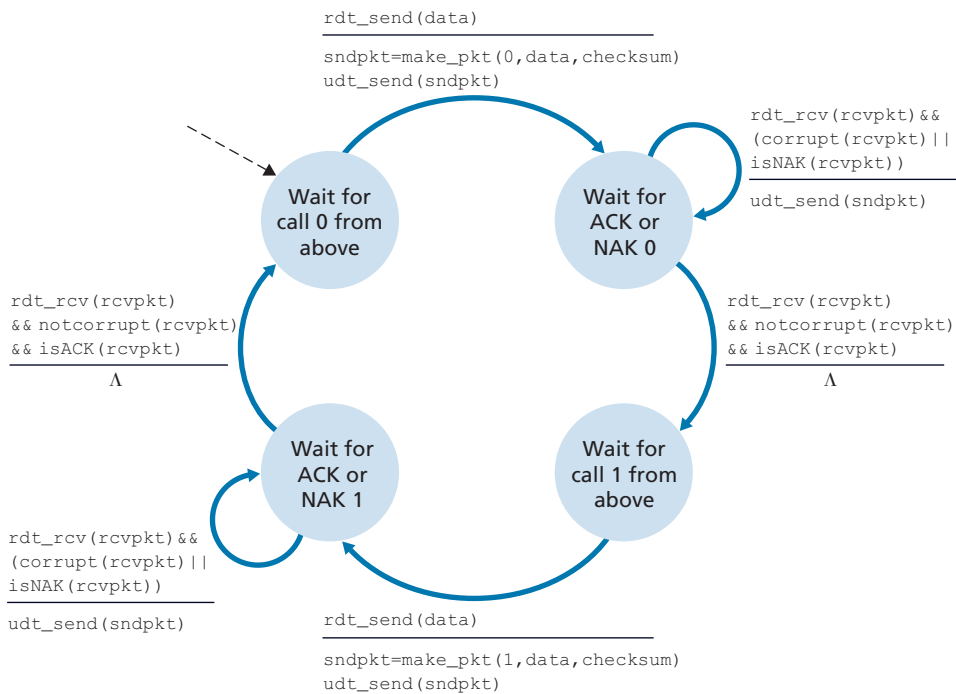 rdt_send(data)
sndpkt=make_pkt(0,data,checksum)
udt_send(sndpkt)
rdt_rcv(rcvpkt)&&
(corrupt(rcvpkt)||
isNAK(rcvpkt))
udt_send(sndpkt)
Wait for
call 0 from
above
Wait for
ACK or
NAK 0
rdt_rcv(rcvpkt)
&& notcorrupt(rcvpkt)
&& isACK(rcvpkt)
Λ
rdt_rcv(rcvpkt)
&& notcorrupt(rcvpkt)
&& isACK(rcvpkt)
Λ
Wait for
ACK or
NAK 1
Wait for
call 1 from
above
rdt_rcv(rcvpkt)&&
(corrupt(rcvpkt)||
isNAK(rcvpkt))
udt_send(sndpkt)
rdt_send(data)
sndpkt=make_pkt(1,data,checksum)
udt_send(sndpkt)